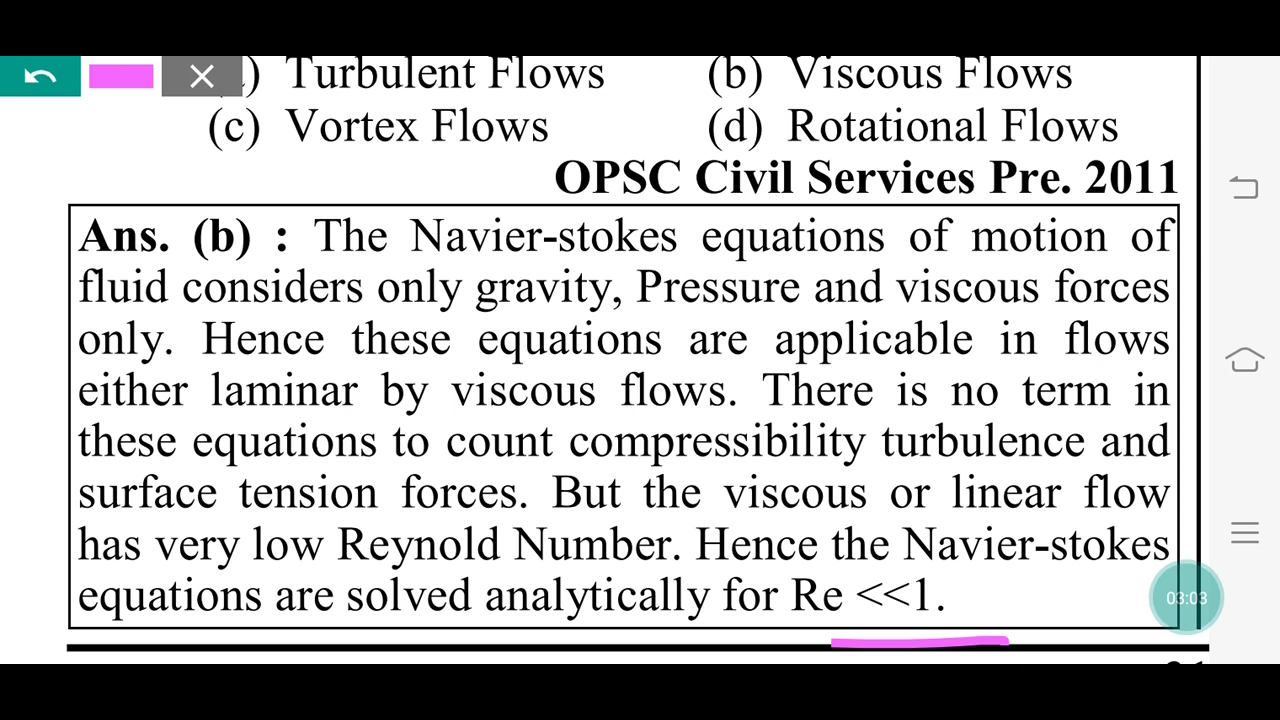 ) Turbulent Flows (b) Viscous Flows
(c) Vortex Flows (d) Rotational Flows
OPSC Civil Services Pre. 2011
Ans. (b) : The Navier-stokes equations of motion of
fluid considers only gravity, Pressure and viscous forces
only. Hence these equations are applicable in flows
either laminar by viscous flows. There is no term in
these equations to count compressibility turbulence and
surface tension forces. But the viscous or linear flow
has very low Reynold Number. Hence the Navier-stokes
equations are solved analytically for Re <<1.
03:03